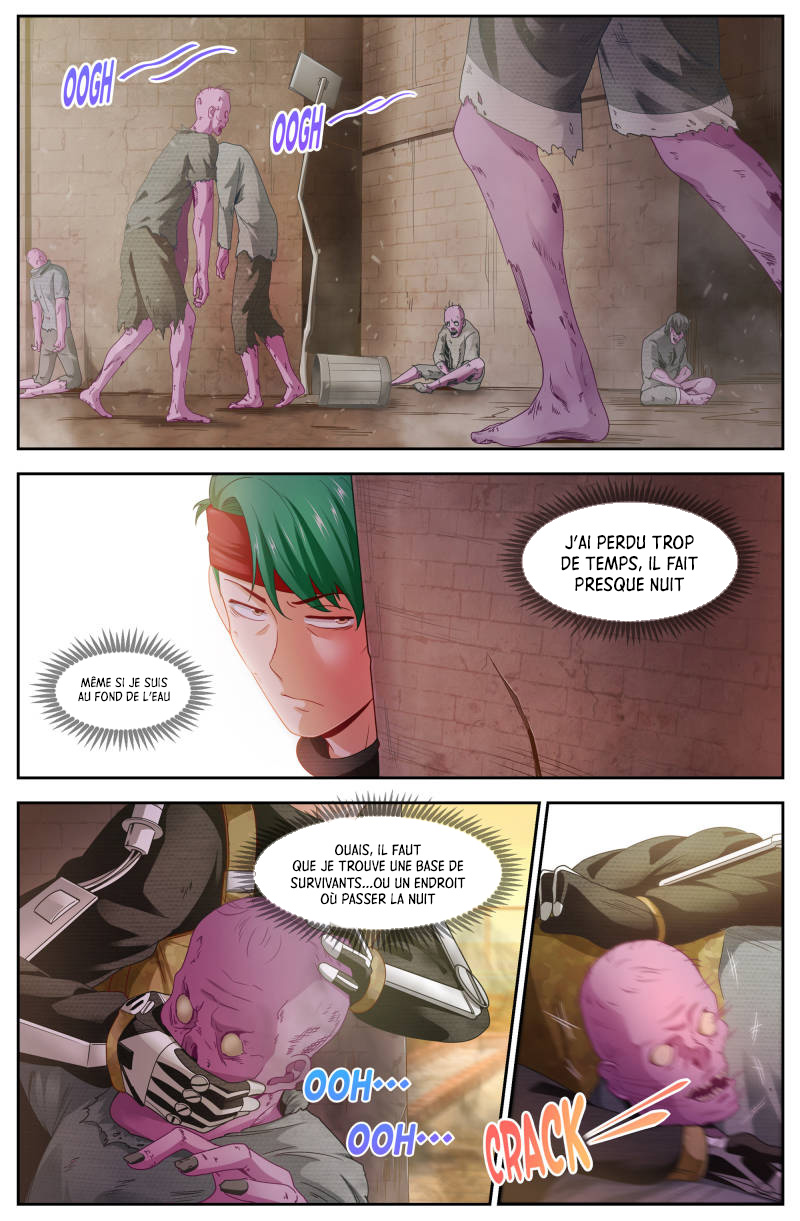 OOGH
OOGH
J'AI PERDU TROP
DE TEMPS, IL FAIT
PRESQUE NUIT
MÊME SI JE SUIS
AU FOND DE L'EAU
OUAIS, IL FAUT
QUE JE TROUVE UNE BASE DE
SURVIVANTS...OU UN ENDROIT
OÙ PASSER LA NUIT
OOH...
OOH...
CRACK